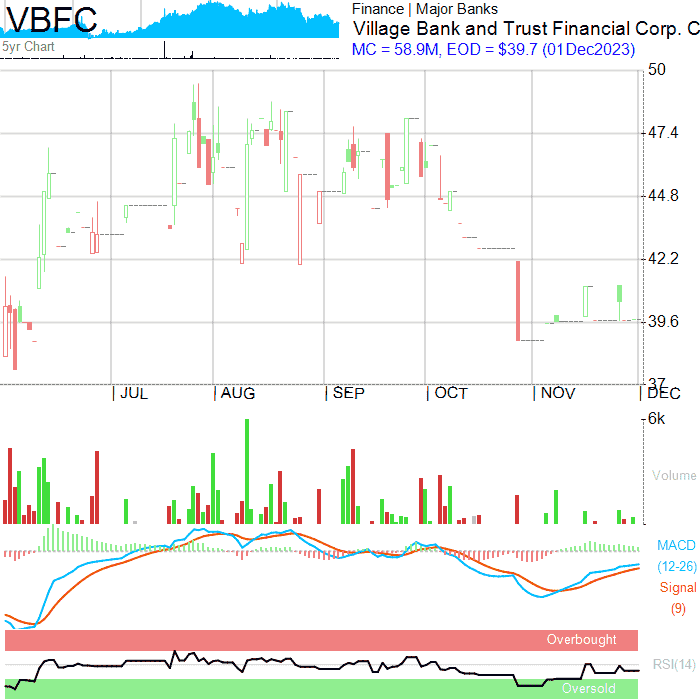 VBFC
5yr Chart
Finance | Major Banks
Village Bank and Trust Financial Corp. C
MC = 58.9M, EOD = $39.7 (01Dec2023)
50
47.4
44.8
42.2
39.6
37
| JUL
| AUG
| SEP
| OCT
| NOV
| DEC
6k
Volume
MACD
(12-26)
Signal
(9)
Overbought
RSI(14)
Oversold